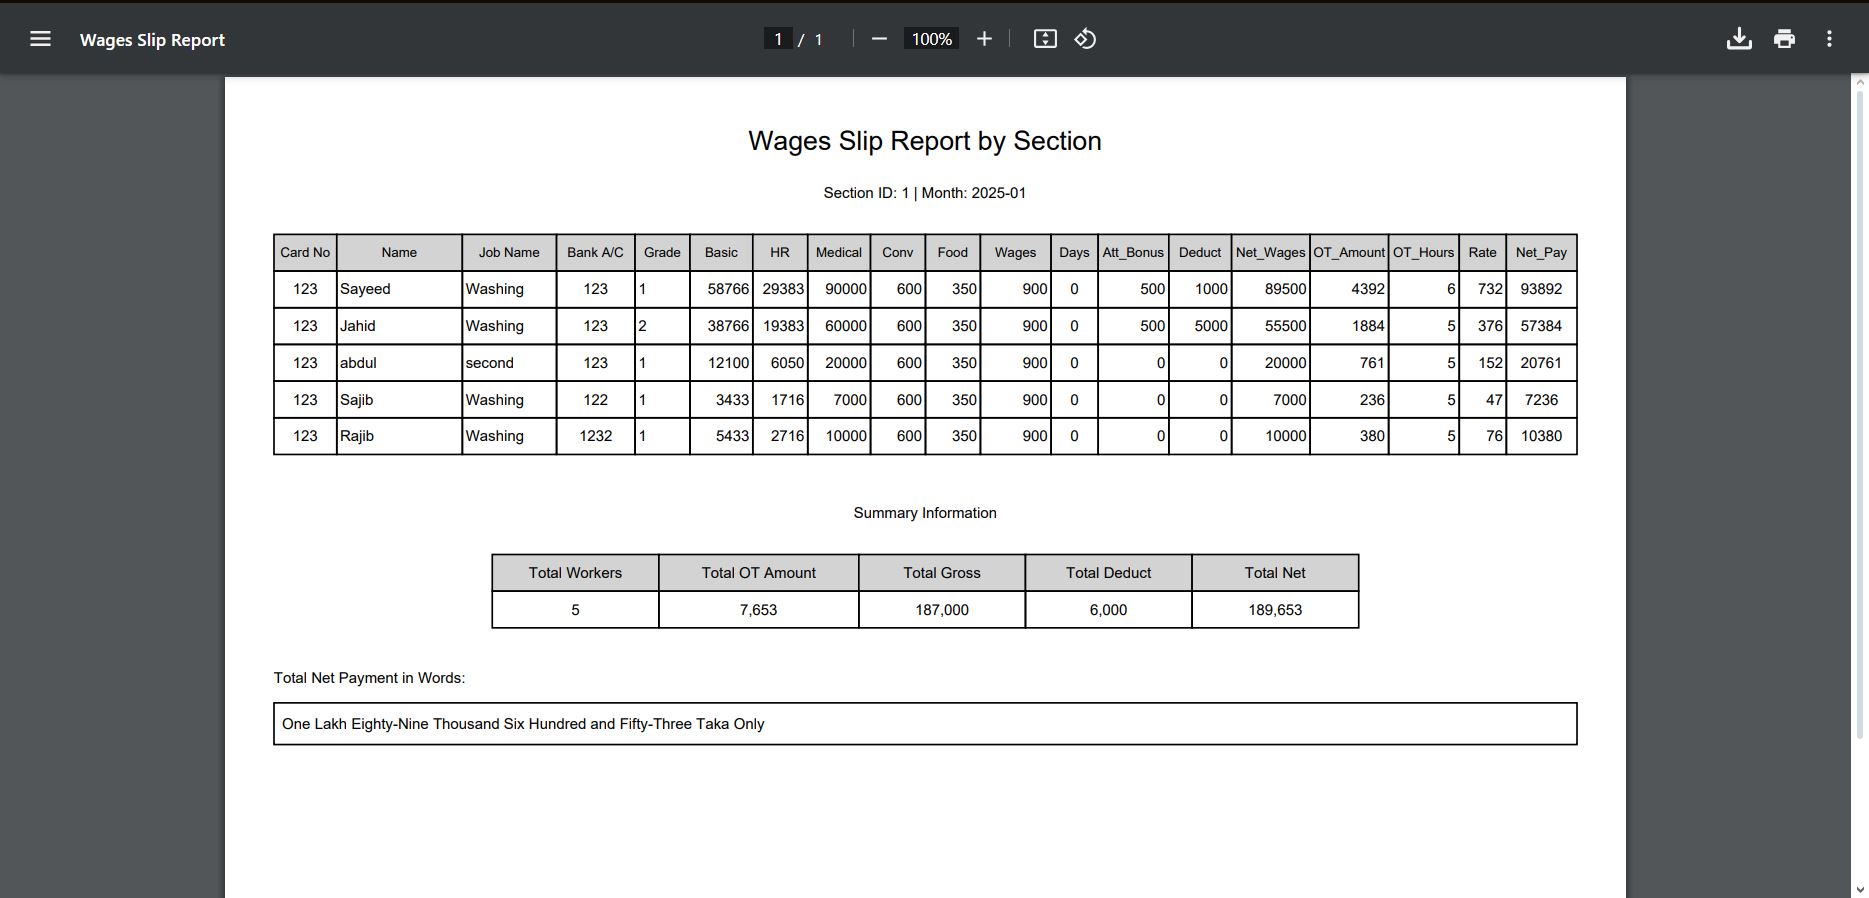 Wages Slip Report
1 / 1
100%
Wages Slip Report by Section
Section ID: 1 | Month: 2025-01
Card No Name Job Name Bank A/C Grade Basic HR Medical Conv Food Wages Days Att_Bonus Deduct Net_Wages OT_Amount OT_Hours Rate Net_Pay
123 Sayeed Washing 123 1 58766 29383 90000 600 350 900 0 500 1000 89500 4392 6 732 93892
123 Jahid Washing 123 2 38766 19383 60000 600 350 900 0 500 5000 55500 1884 5 376 57384
123 abdul second 123 1 12100 6050 20000 600 350 900 0 0 0 20000 761 5 152 20761
123 Sajib Washing 122 1 3433 1716 7000 600 350 900 0 0 0 7000 236 5 47 7236
123 Rajib Washing 1232 1 5433 2716 10000 600 350 900 0 0 0 10000 380 5 76 10380
Summary Information
Total Workers Total OT Amount Total Gross Total Deduct Total Net
5 7,653 187,000 6,000 189,653
Total Net Payment in Words:
One Lakh Eighty-Nine Thousand Six Hundred and Fifty-Three Taka Only